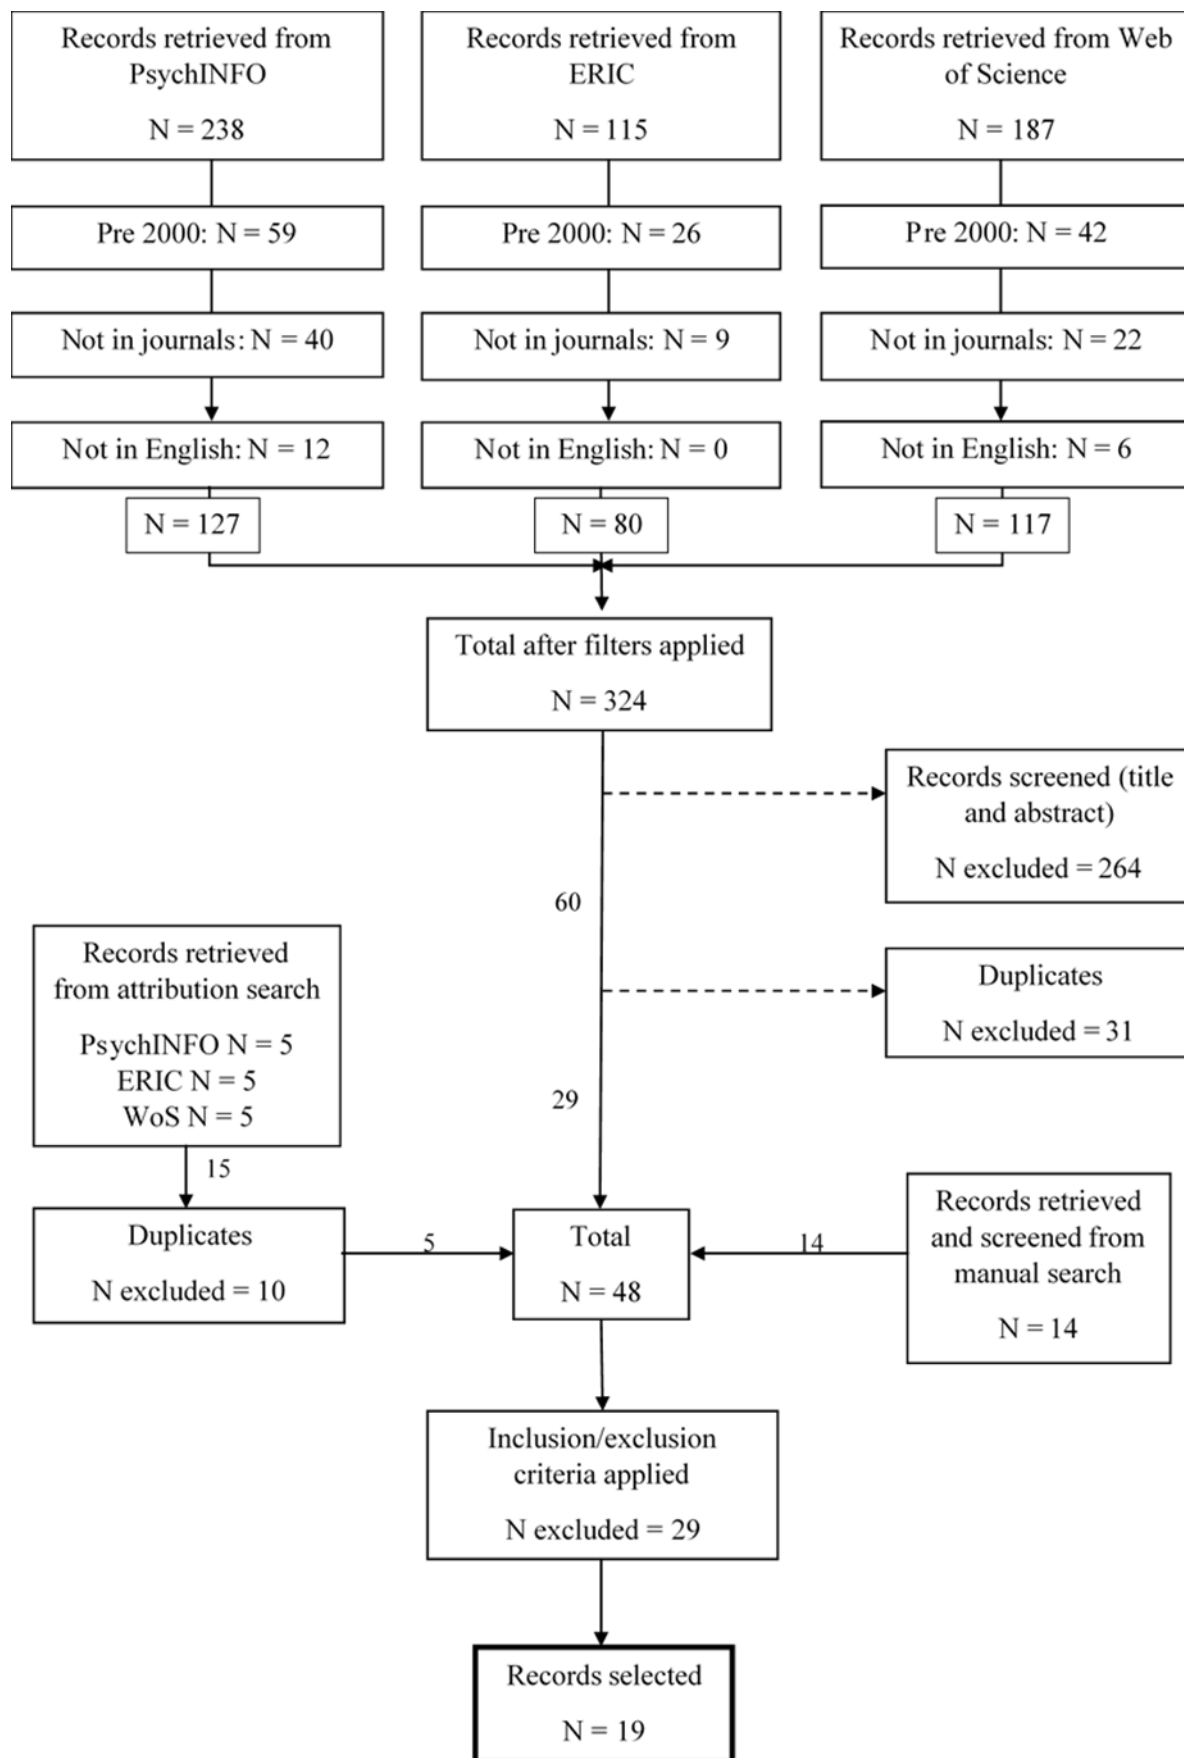 Records retrieved from
PsychINFO
N = 238
Records retrieved from
ERIC
N = 115
Records retrieved from Web
of Science
N = 187
Pre 2000: N = 59
Pre 2000: N = 26
Pre 2000: N = 42
Not in journals: N = 40
Not in journals: N = 9
Not in journals: N = 22
Not in English: N = 12
Not in English: N = 0
Not in English: N = 6
N = 127
N = 80
N = 117
Total after filters applied
N = 324
Records screened (title
and abstract)
N excluded = 264
60
Duplicates
N excluded = 31
29
Records retrieved
from attribution search
PsychINFO N = 5
ERIC N = 5
WoS N = 5
15
Duplicates
N excluded = 10
5
Total
N = 48
14
Records retrieved
and screened from
manual search
N = 14
Inclusion/exclusion
criteria applied
N excluded = 29
Records selected
N = 19